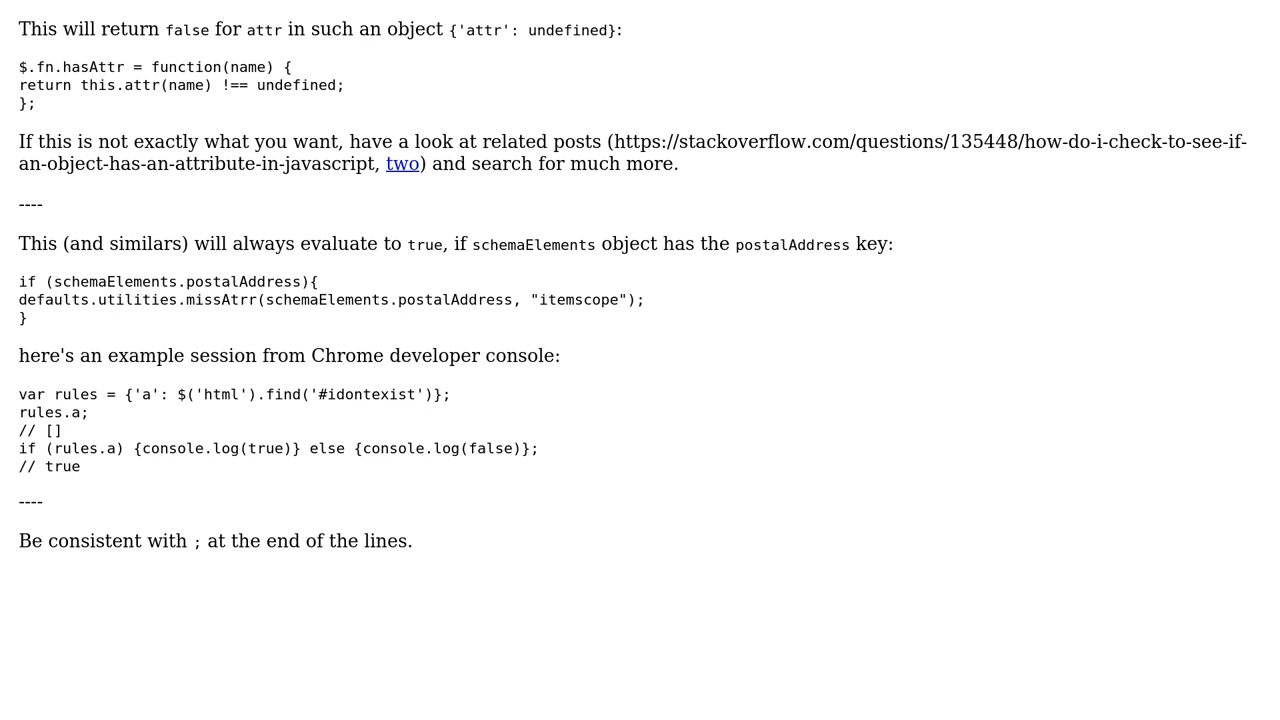 This will return false for attr in such an object {'attr': undefined}:
$.fn.hasAttr = function(name) {
return this.attr(name) !== undefined;
};
If this is not exactly what you want, have a look at related posts (https://stackoverflow.com/questions/135448/how-do-i-check-to-see-if-
an-object-has-an-attribute-in-javascript, two) and search for much more.
----
This (and similars) will always evaluate to true, if schemaElements object has the postalAddress key:
if (schemaElements.postalAddress){
defaults.utilities.missAtrr(schemaElements.postalAddress, "itemscope");
}
here's an example session from Chrome developer console:
var rules = {'a': $('html').find('#idontexist')};
rules.a;
// []
if (rules.a) {console.log(true)} else {console.log(false)};
// true
----
Be consistent with ; at the end of the lines.